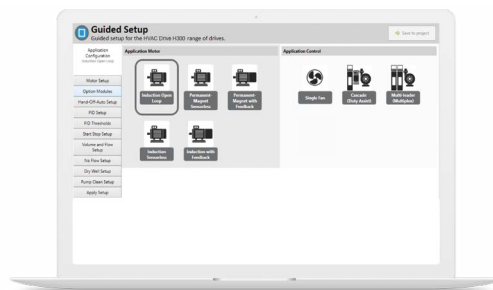 Guided Setup
Guided setup for the HVAC Drive H300 range of drives.
Save to project
Application
Configuration
Induction Open Loop
Motor Setup
Option Modules
Hand-Off-Auto Setup
PID Setup
PID Thresholds
Start Stop Setup
Volume and Flow
Setup
No Flow Setup
Dry Well Setup
Pump Clean Setup
Apply Setup
Application Motor
Induction Open
Loop
Permanent-
Magnet
Sensorless
Permanent-
Magnet with
Feedback
Induction
Sensorless
Induction with
Feedback
Application Control
Single Fan
Cascade
(Duty Assist)
Multi-leader
(Multiplex)